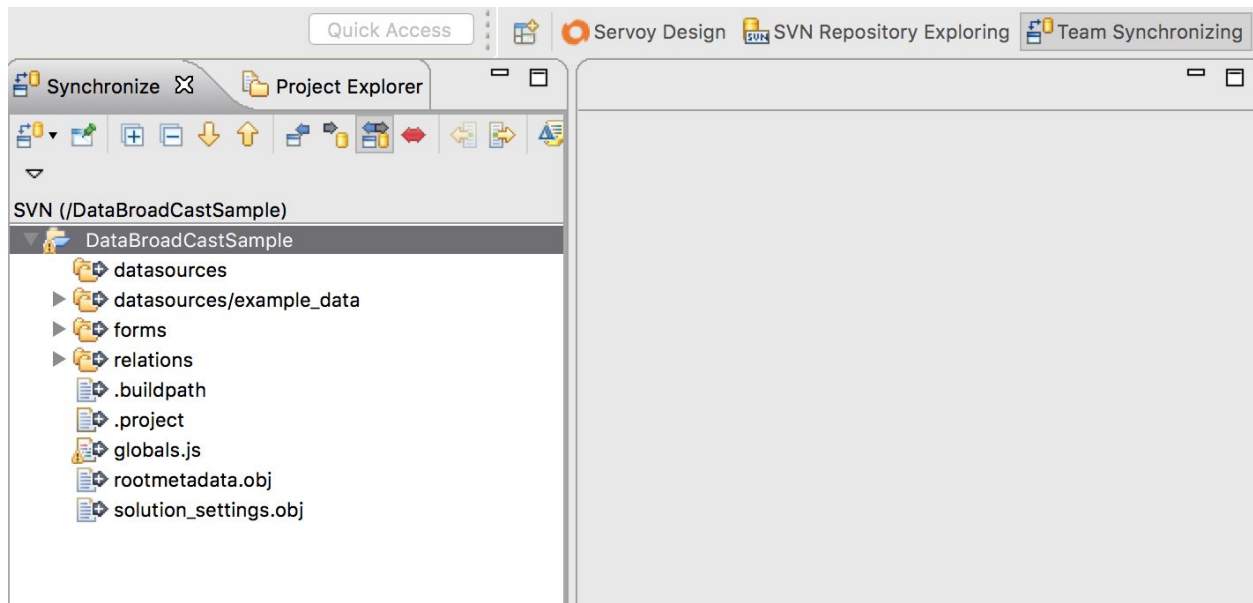 Quick Access Servoy Design SVN Repository Exploring Team Synchronizing
Synchronize Project Explorer
SVN (/DataBroadCastSample)
DataBroadCastSample
datasources
datasources/example_data
forms
relations
.buildpath
.project
globals.js
rootmetadata.obj
solution_settings.obj